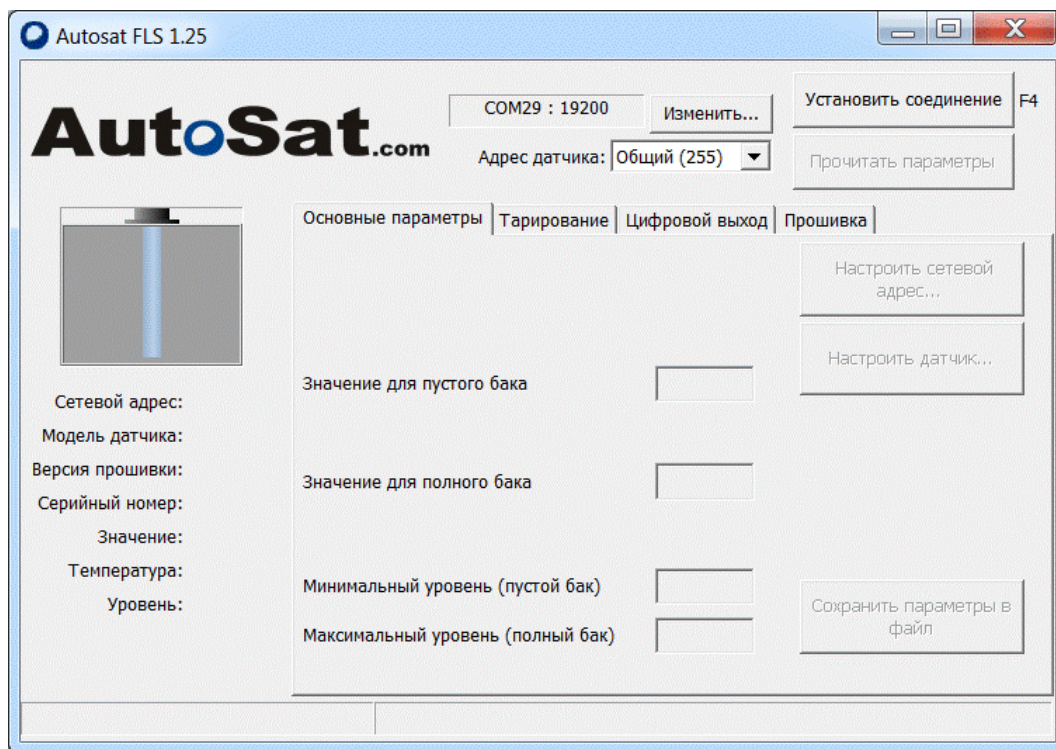 Autosat FLS 1.25
AutoSat.com
COM29 : 19200
Изменить...
Установить соединение
F4
Адрес датчика:
Общий (255)
Прочитать параметры
Основные параметры
Тарирование
Цифровой выход
Прошивка
Настроить сетевой
адрес...
Настроить датчик...
Значение для пустого бака
Сетевой адрес:
Модель датчика:
Версия прошивки:
Значение для полного бака
Серийный номер:
Значение:
Температура:
Минимальный уровень (пустой бак)
Уровень:
Сохранить параметры в
файл
Максимальный уровень (полный бак)